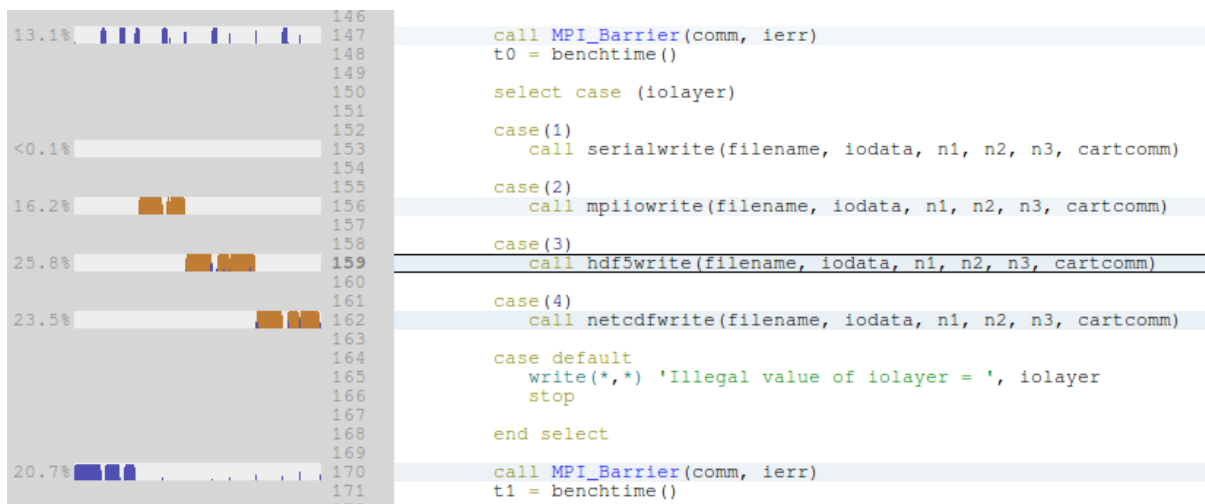 146
13.1% 147 call MPI_Barrier(comm, ierr)
148 t0 = benchtime()
149
150 select case (iolayer)
151
152 case(1)
<0.1% 153 call serialwrite(filename, iodata, n1, n2, n3, cartcomm)
154
155 case(2)
16.2% 156 call mpiiowrite(filename, iodata, n1, n2, n3, cartcomm)
157
158 case(3)
25.8% 159 call hdf5write(filename, iodata, n1, n2, n3, cartcomm)
160
161 case(4)
23.5% 162 call netcdfwrite(filename, iodata, n1, n2, n3, cartcomm)
163
164 case default
165 write(*,*) 'Illegal value of iolayer = ', iolayer
166 stop
167
168 end select
169
20.7% 170 call MPI_Barrier(comm, ierr)
171 t1 = benchtime()